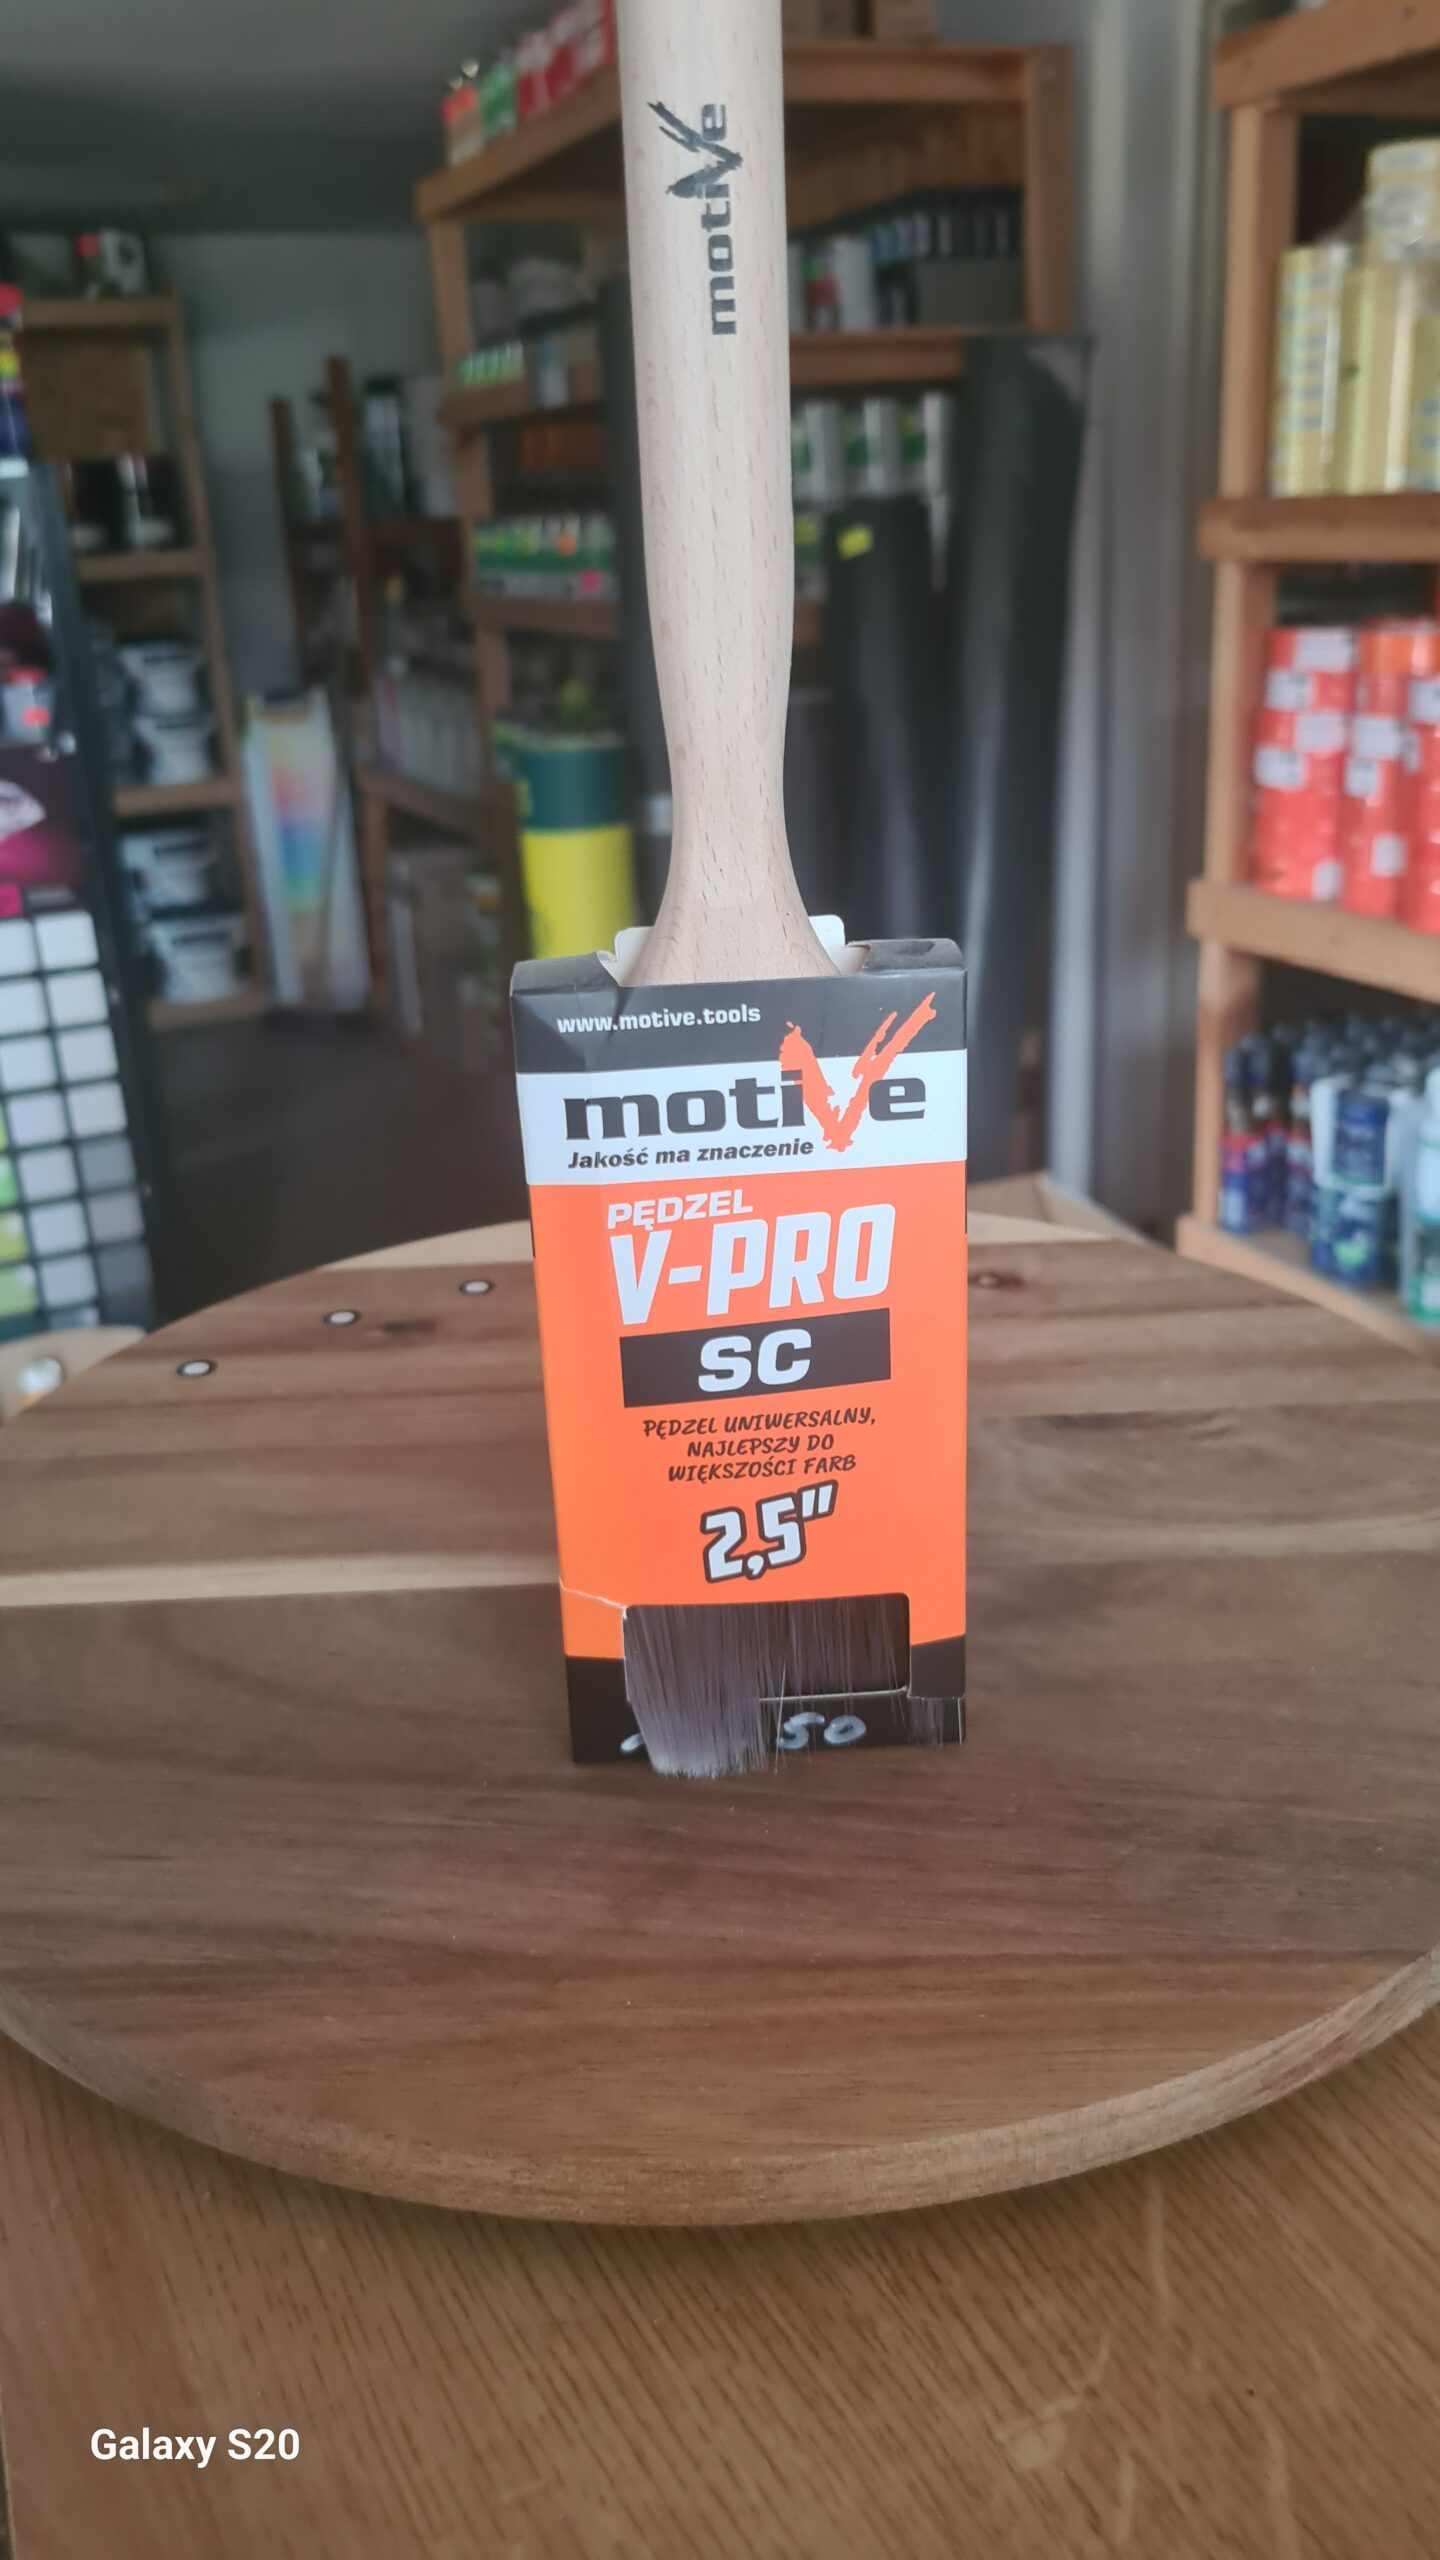 motive
www.motive.tools
motive
Jakość ma znaczenie
PĘDZEL
V-PRO
SC
PĘDZEL UNIWERSALNY,
NAJLEPSZY DO
WIĘKSZOŚCI FARB
2,5"
50
Galaxy S20